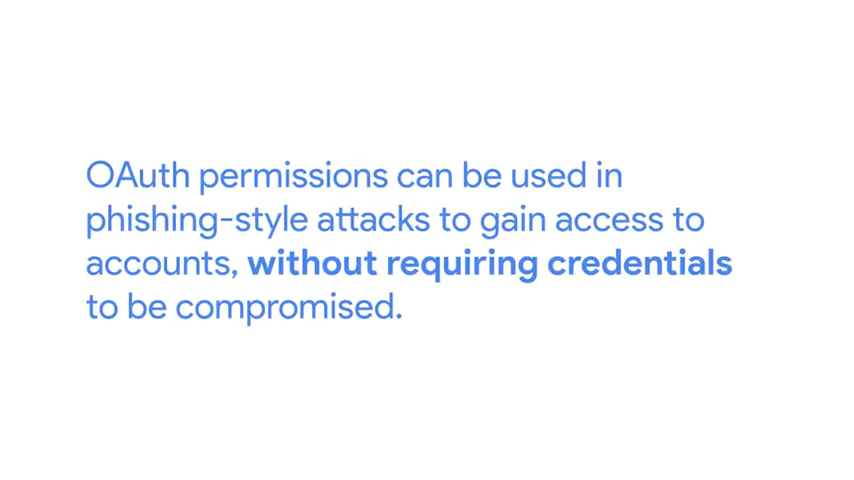 OAuth permissions can be used in
phishing-style attacks to gain access to
accounts, without requiring credentials
to be compromised.